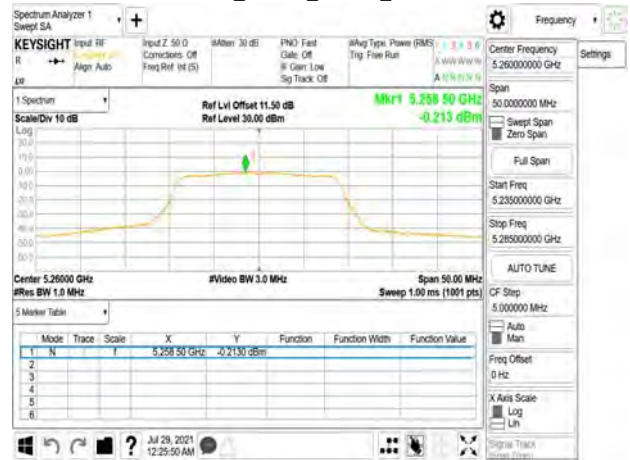 Spectrum Analyzer 1
Swept SA
Frequency
KEYSIGHT
Input: RF
R
Align: Auto
Input Z: 50 Ω
Corrections: Off
Freq Ref: Int (S)
#Atten: 30 dB
PNO: Fast
Gate: Off
IF Gain: Low
Sig Track: Off
#Avg Type: Power (RMS)
Trig: Free Run
1 Spectrum
Scale/Div 10 dB
Log
Ref Lvl Offset 11.50 dB
Ref Level 30.00 dBm
Mkr1 5.258 50 GHz
-0.213 dBm
Center 5.26000 GHz
#Res BW 1.0 MHz
#Video BW 3.0 MHz
Span 50.00 MHz
Sweep 1.00 ms (1001 pts)
5 Marker Table
Mode Trace Scale X Y Function Function Width Function Value
1 N f 5.258 50 GHz -0.2130 dBm
2
3
4
5
6
Jul 29, 2021
12:25:50 AM
Center Frequency
5.260000000 GHz
Settings
Span
50.0000000 MHz
Swept Span
Zero Span
Full Span
Start Freq
5.235000000 GHz
Stop Freq
5.285000000 GHz
AUTO TUNE
CF Step
5.000000 MHz
Auto
Man
Freq Offset
0 Hz
X Axis Scale
Log
Lin
Signal Track